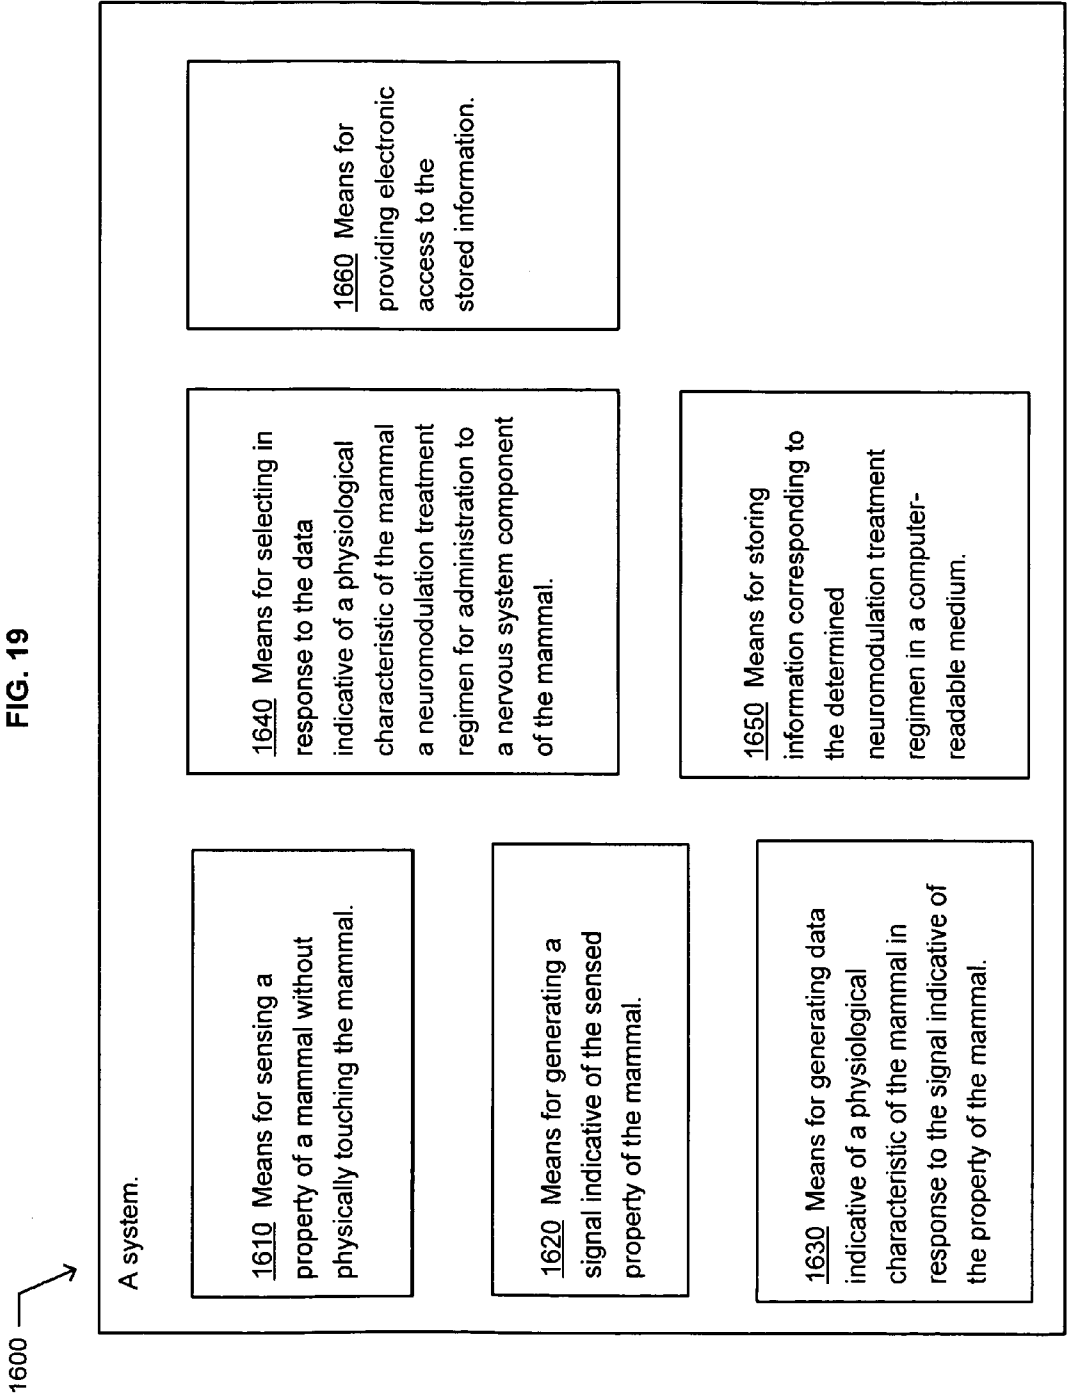 FIG. 19
1600
A system.
1610 Means for sensing a
property of a mammal without
physically touching the mammal.
1620 Means for generating a
signal indicative of the sensed
property of the mammal.
1630 Means for generating data
indicative of a physiological
characteristic of the mammal in
response to the signal indicative of
the property of the mammal.
1640 Means for selecting in
response to the data
indicative of a physiological
characteristic of the mammal
a neuromodulation treatment
regimen for administration to
a nervous system component
of the mammal.
1650 Means for storing
information corresponding to
the determined
neuromodulation treatment
regimen in a computer-
readable medium.
1660 Means for
providing electronic
access to the
stored information.